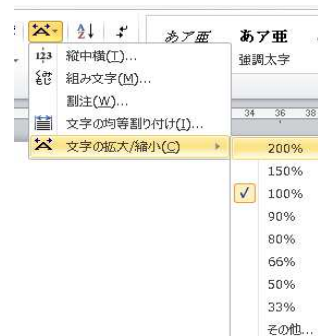 あア亜 あア亜
強調太字
縦中横(T)...
組み文字(M)...
割注(W)...
文字の均等割り付け(I)...
文字の拡大/縮小(C)
34 36 38
200%
150%
100%
90%
80%
66%
50%
33%
その他...